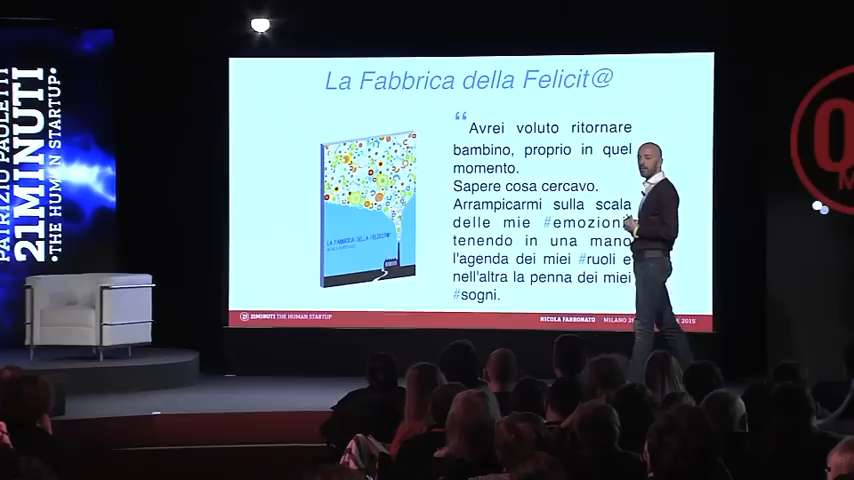 La Fabbrica della Felicit@
“
Avrei voluto ritornare
bambino, proprio in quel
momento.
Sapere cosa cercavo.
Arrampicarmi sulla scala
delle mie #emozioni
tenendo in una mano
l'agenda dei miei #ruoli e
nell'altra la penna dei miei
#sogni.
LA FABBRICA DELLA FELICIT@
21MINUTI THE HUMAN STARTUP
NICOLA FARRONATO
MILANO
2015
PATRIZIO PAOLETTI
21MINUTI
•THE HUMAN STARTUP•